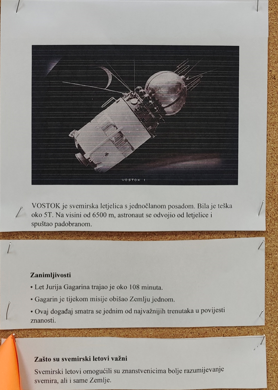 VOSTOK 1
VOSTOK je svemirska letjelica s jednočlanom posadom. Bila je teška
oko 5T. Na visini od 6500 m, astronaut se odvojio od letjelice i
spuštao padobranom.
Zanimljivosti
• Let Jurija Gagarina trajao je oko 108 minuta.
• Gagarin je tijekom misije obišao Zemlju jednom.
• Ovaj događaj smatra se jednim od najvažnijih trenutaka u povijesti
znanosti.
Zašto su svemirski letovi važni
Svemirski letovi omogućili su znanstvenicima bolje razumijevanje
svemira, ali i same Zemlje.